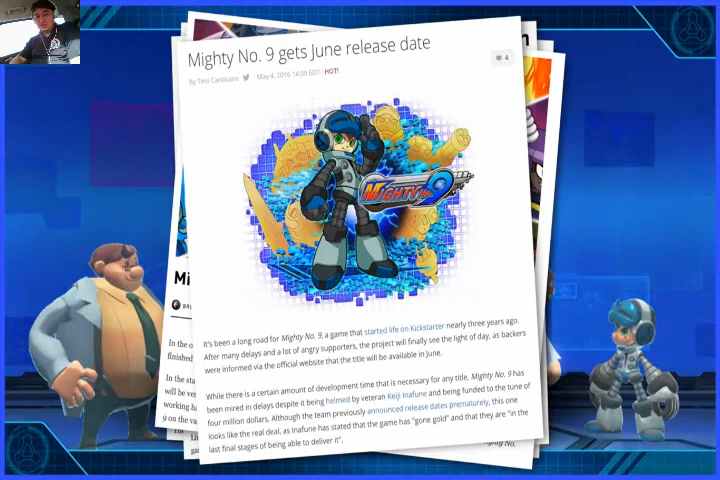 Mighty No. 9 gets June release date
By Timi Cantisano · May 4, 2016 14:00 EDT · HOT!
4
MIGHTY No. 9
It's been a long road for Mighty No. 9, a game that started life on Kickstarter nearly three years ago.
After many delays and a lot of angry supporters, the project will finally see the light of day, as backers
were informed via the official website that the title will be available in June.
While there is a certain amount of development time that is necessary for any title, Mighty No. 9 has
been mired in delays despite it being helmed by veteran Keiji Inafune and being funded to the tune of
four million dollars. Although the team previously announced release dates prematurely, this one
looks like the real deal, as Inafune has stated that the game has "gone gold" and that they are "in the
last final stages of being able to deliver it".
Mi
In the o
finished
In the sta
will be ver
working ha
9 on the va